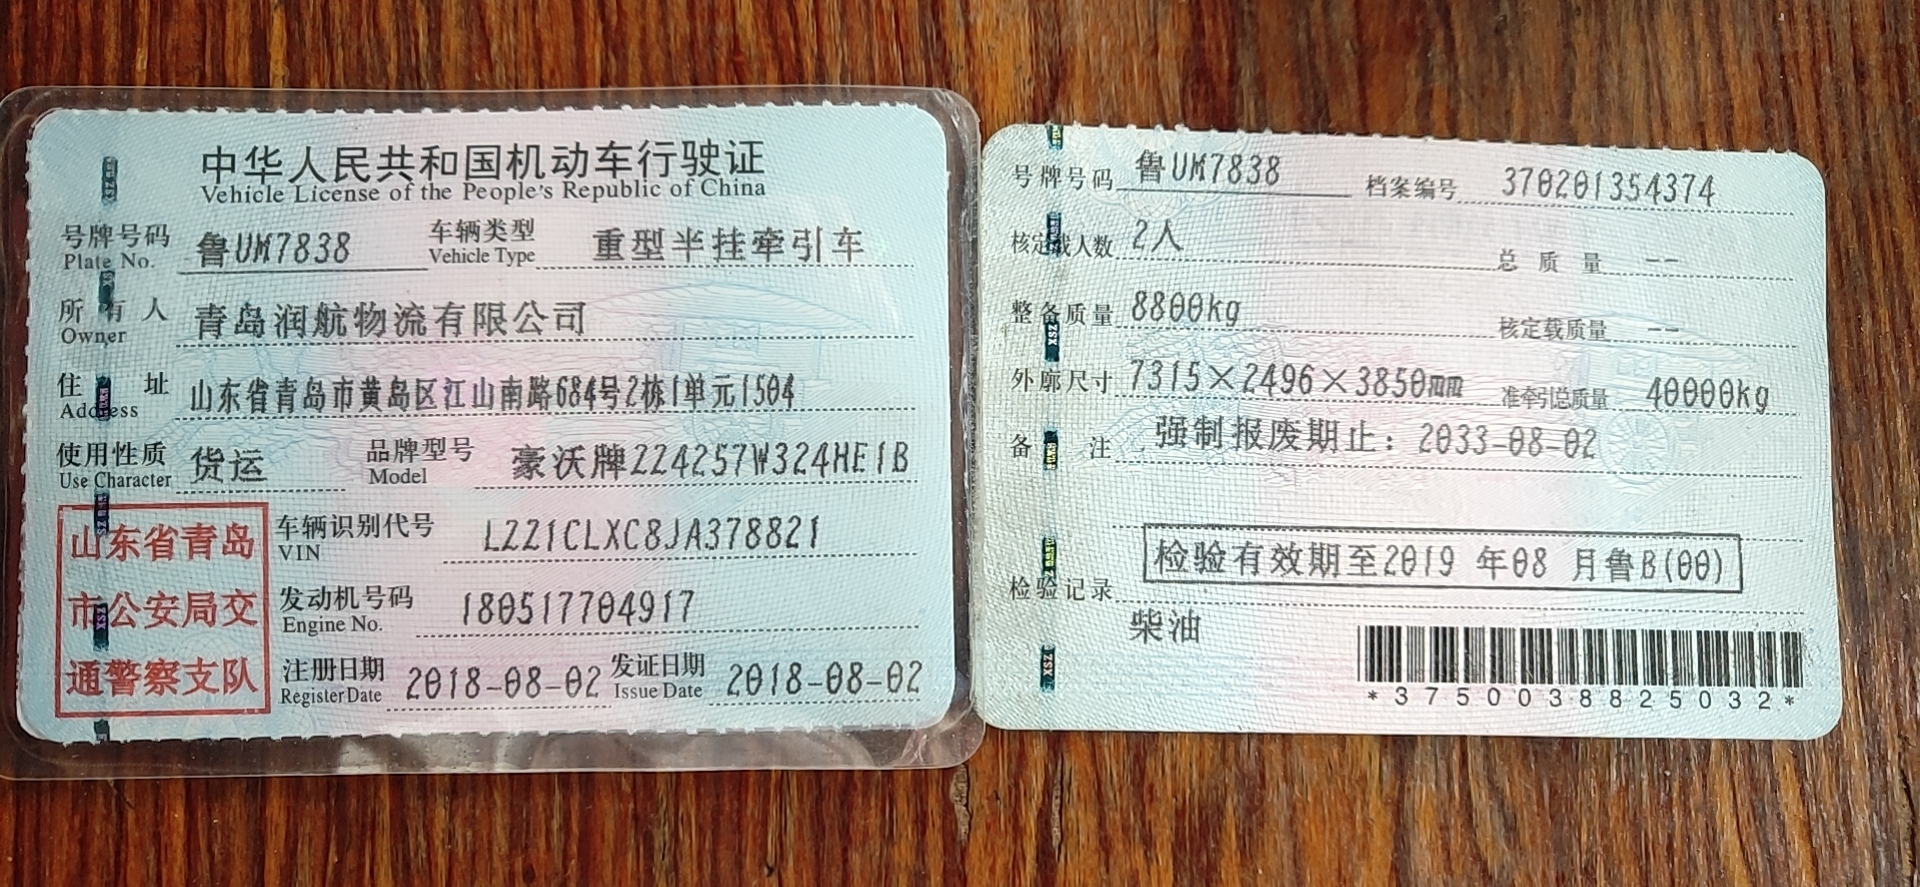 中华人民共和国机动车行驶证
Vehicle License of the People's Republic of China
号牌号码 鲁UM7838 车辆类型 重型半挂牵引车
Plate No. Vehicle Type
所有人 青岛润航物流有限公司
Owner
住址 山东省青岛市黄岛区江山南路684号2栋1单元1504
Address
使用性质 货运 品牌型号 豪沃牌ZZ4257W324HE1B
Use Character Model
山东省青岛
市公安局交
通警察支队
车辆识别代号 LZZ1CLXC8JA378821
VIN
发动机号码 180517704917
Engine No.
注册日期 2018-08-02 发证日期 2018-08-02
Register Date Issue Date
号牌号码 鲁UM7838 档案编号 370201354374
核定载人数 2人 总质量 --
整备质量 8800kg 核定载质量 --
外廓尺寸 7315×2496×3850mm 准牵引总质量 40000kg
备注 强制报废期止：2033-08-02
检验有效期至2019 年08 月鲁B(00)
检验记录
柴油
*3750038825032*